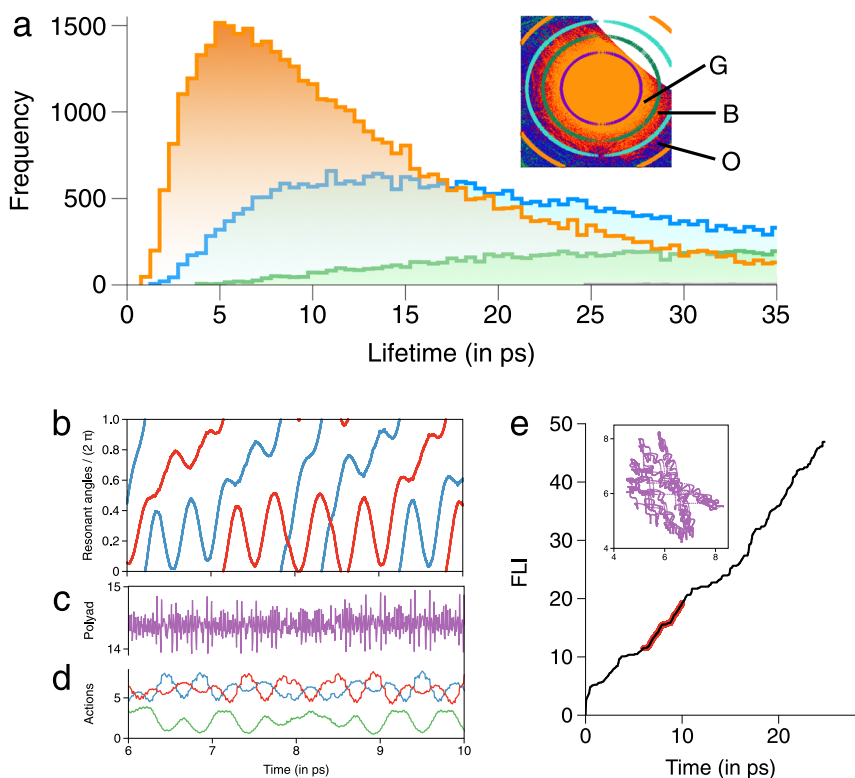 a
1500
1000
500
0
Frequency
0
5
10
15
20
25
30
35
Lifetime (in ps)
G
B
O
b
1.0
0.8
0.6
0.4
0,2
0
Resonant angles / (2 π)
c
15
14
Polyad
d
5
0
Actions
6
7
8
9
10
Time (in ps)
e
50
40
30
20
10
0
FLI
8
6
4
4
6
8
0
10
20
Time (in ps)